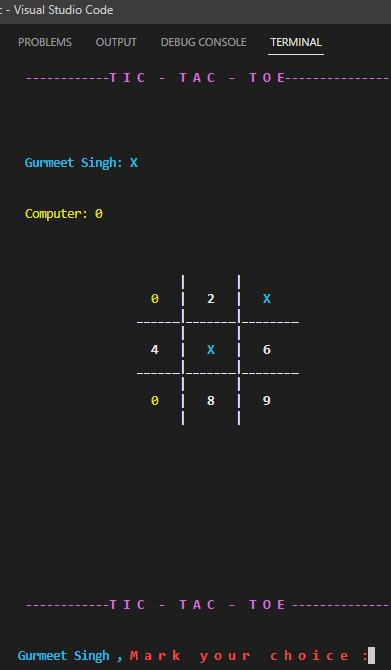 c - Visual Studio Code
PROBLEMS OUTPUT DEBUG CONSOLE TERMINAL
------------T I C - T A C - T O E---------------
Gurmeet Singh: X
Computer: 0
0 | 2 | X
4 | X | 6
0 | 8 | 9
------------T I C - T A C - T O E --------------
Gurmeet Singh , M a r k y o u r c h o i c e :